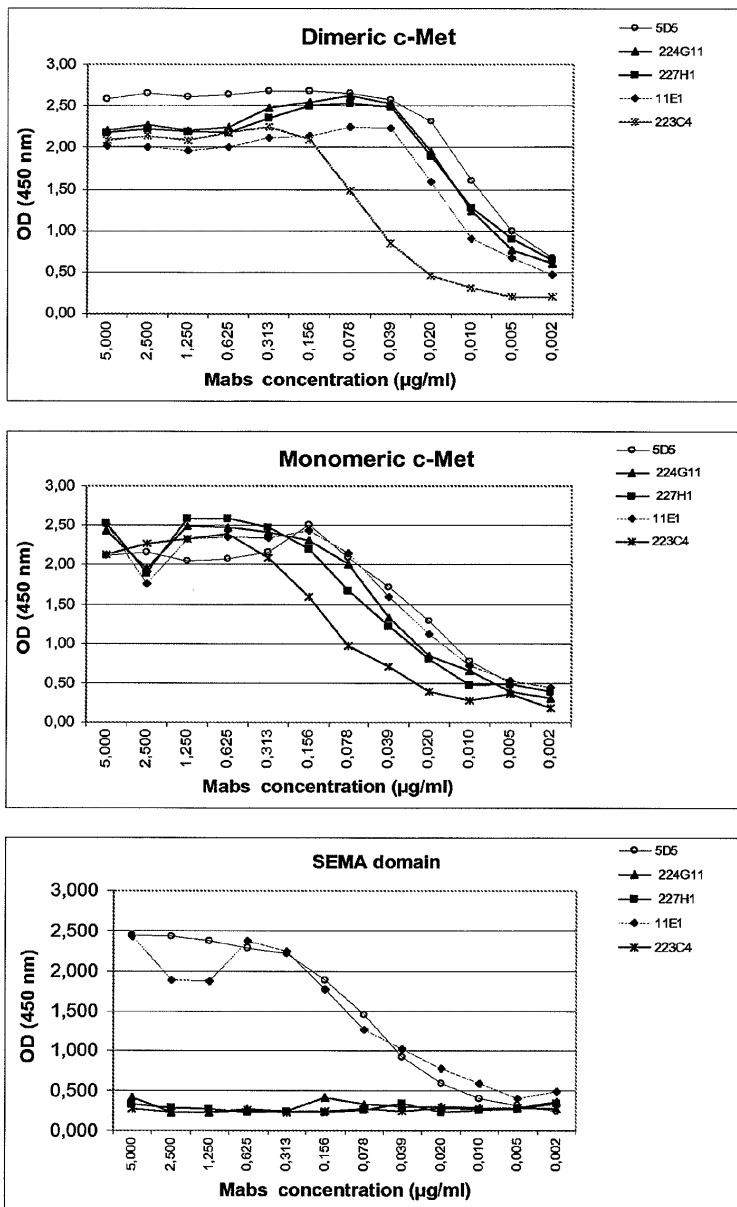 Dimeric c-Met
5D5
224G11
227H1
11E1
223C4
OD (450 nm)
3,00
2,50
2,00
1,50
1,00
0,50
0,00
5,000
2,500
1,250
0,625
0,313
0,156
0,078
0,039
0,020
0,010
0,005
0,002
Mabs concentration (µg/ml)
Monomeric c-Met
5D5
224G11
227H1
11E1
223C4
OD (450 nm)
3,00
2,50
2,00
1,50
1,00
0,50
0,00
5,000
2,500
1,250
0,625
0,313
0,156
0,078
0,039
0,020
0,010
0,005
0,002
Mabs concentration (µg/ml)
SEMA domain
5D5
224G11
227H1
11E1
223C4
OD (450 nm)
3,000
2,500
2,000
1,500
1,000
0,500
0,000
5,000
2,500
1,250
0,625
0,313
0,156
0,078
0,039
0,020
0,010
0,005
0,002
Mabs concentration (µg/ml)